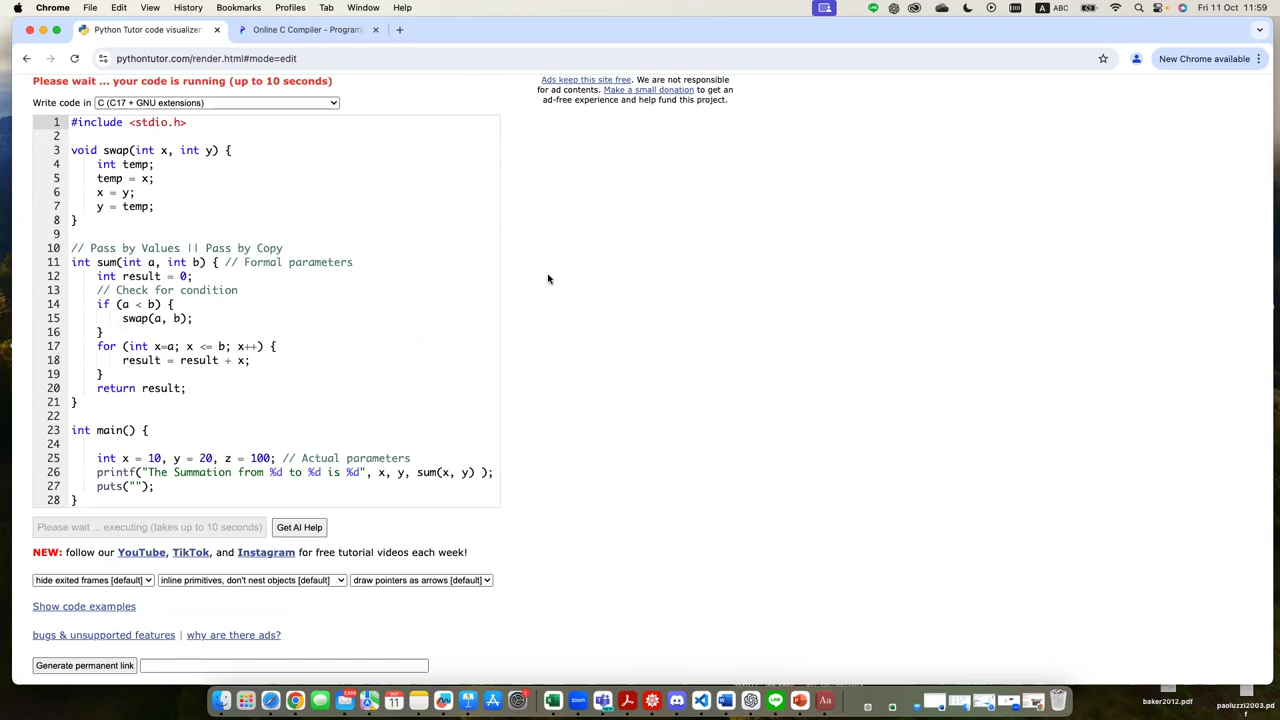 Chrome File Edit View History Bookmarks Profiles Tab Window Help ABC Fri 11 Oct 11:59
Python Tutor code visualizer: Online C Compiler - Programi
pythontutor.com/render.html#mode=edit New Chrome available
Please wait ... your code is running (up to 10 seconds)
Ads keep this site free. We are not responsible
for ad contents. Make a small donation to get an
ad-free experience and help fund this project.
Write code in C (C17 + GNU extensions)
1 #include <stdio.h>
2
3 void swap(int x, int y) {
4 int temp;
5 temp = x;
6 x = y;
7 y = temp;
8 }
9
10 // Pass by Values || Pass by Copy
11 int sum(int a, int b) { // Formal parameters
12 int result = 0;
13 // Check for condition
14 if (a < b) {
15 swap(a, b);
16 }
17 for (int x=a; x <= b; x++) {
18 result = result + x;
19 }
20 return result;
21 }
22
23 int main() {
24
25 int x = 10, y = 20, z = 100; // Actual parameters
26 printf("The Summation from %d to %d is %d", x, y, sum(x, y) );
27 puts("");
28 }
Please wait ... executing (takes up to 10 seconds) Get AI Help
NEW: follow our YouTube, TikTok, and Instagram for free tutorial videos each week!
hide exited frames [default] inline primitives, don't nest objects [default] draw pointers as arrows [default]
Show code examples
bugs & unsupported features | why are there ads?
Generate permanent link
baker2012.pdf
paoluzzi2003.pd
f